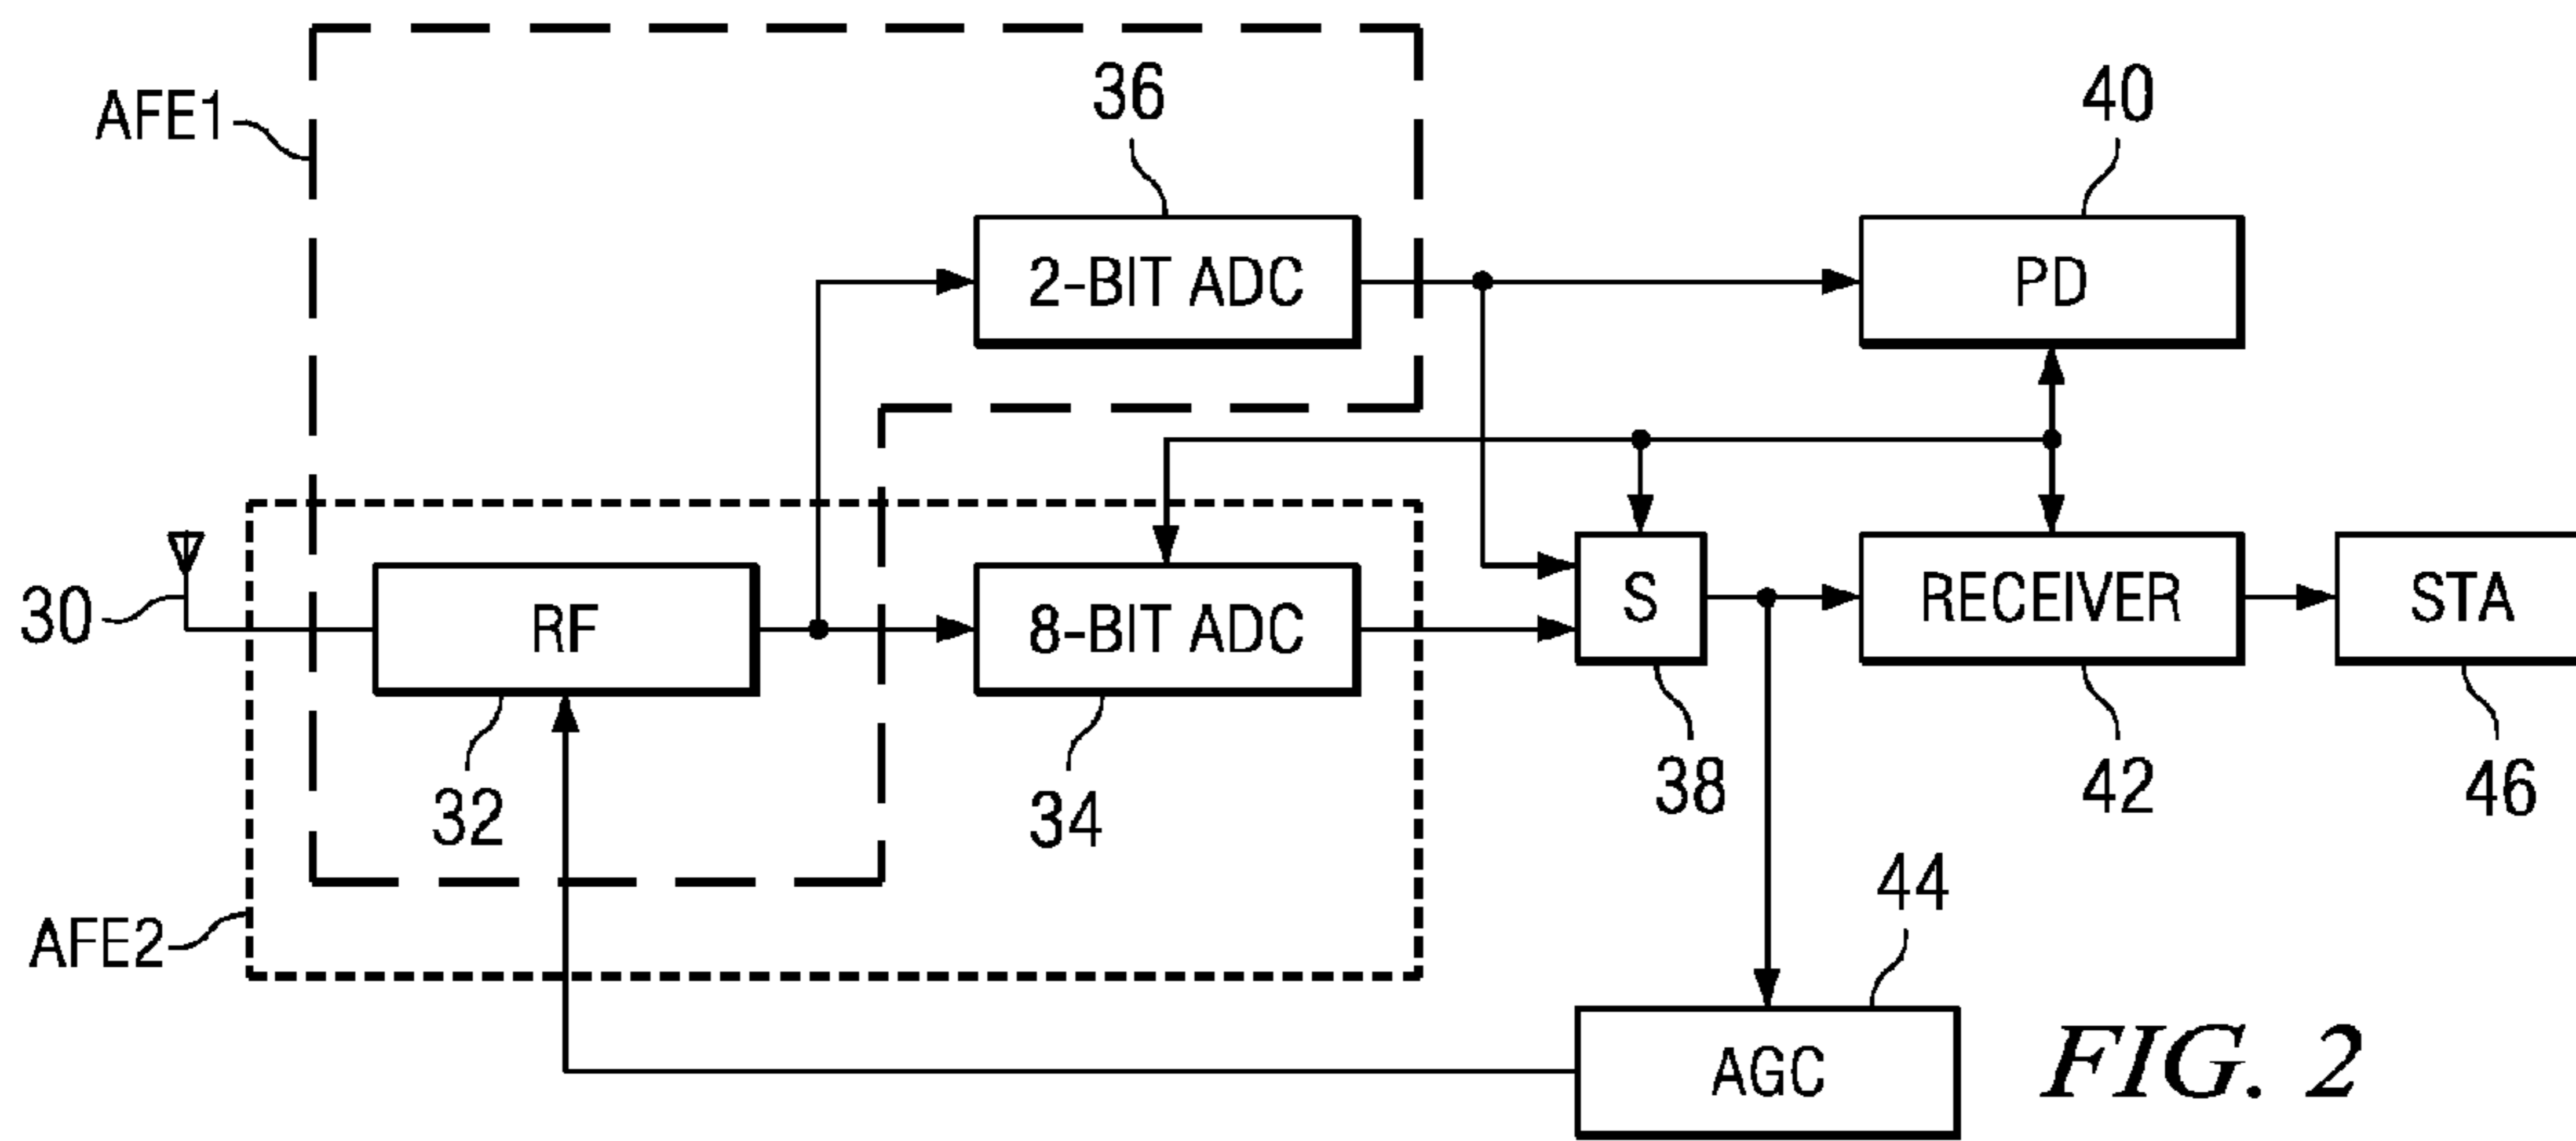 AFE1
36
40
2-BIT ADC
PD
30
RF
8-BIT ADC
S
RECEIVER
STA
32
34
38
42
46
AFE2
44
AGC
FIG. 2